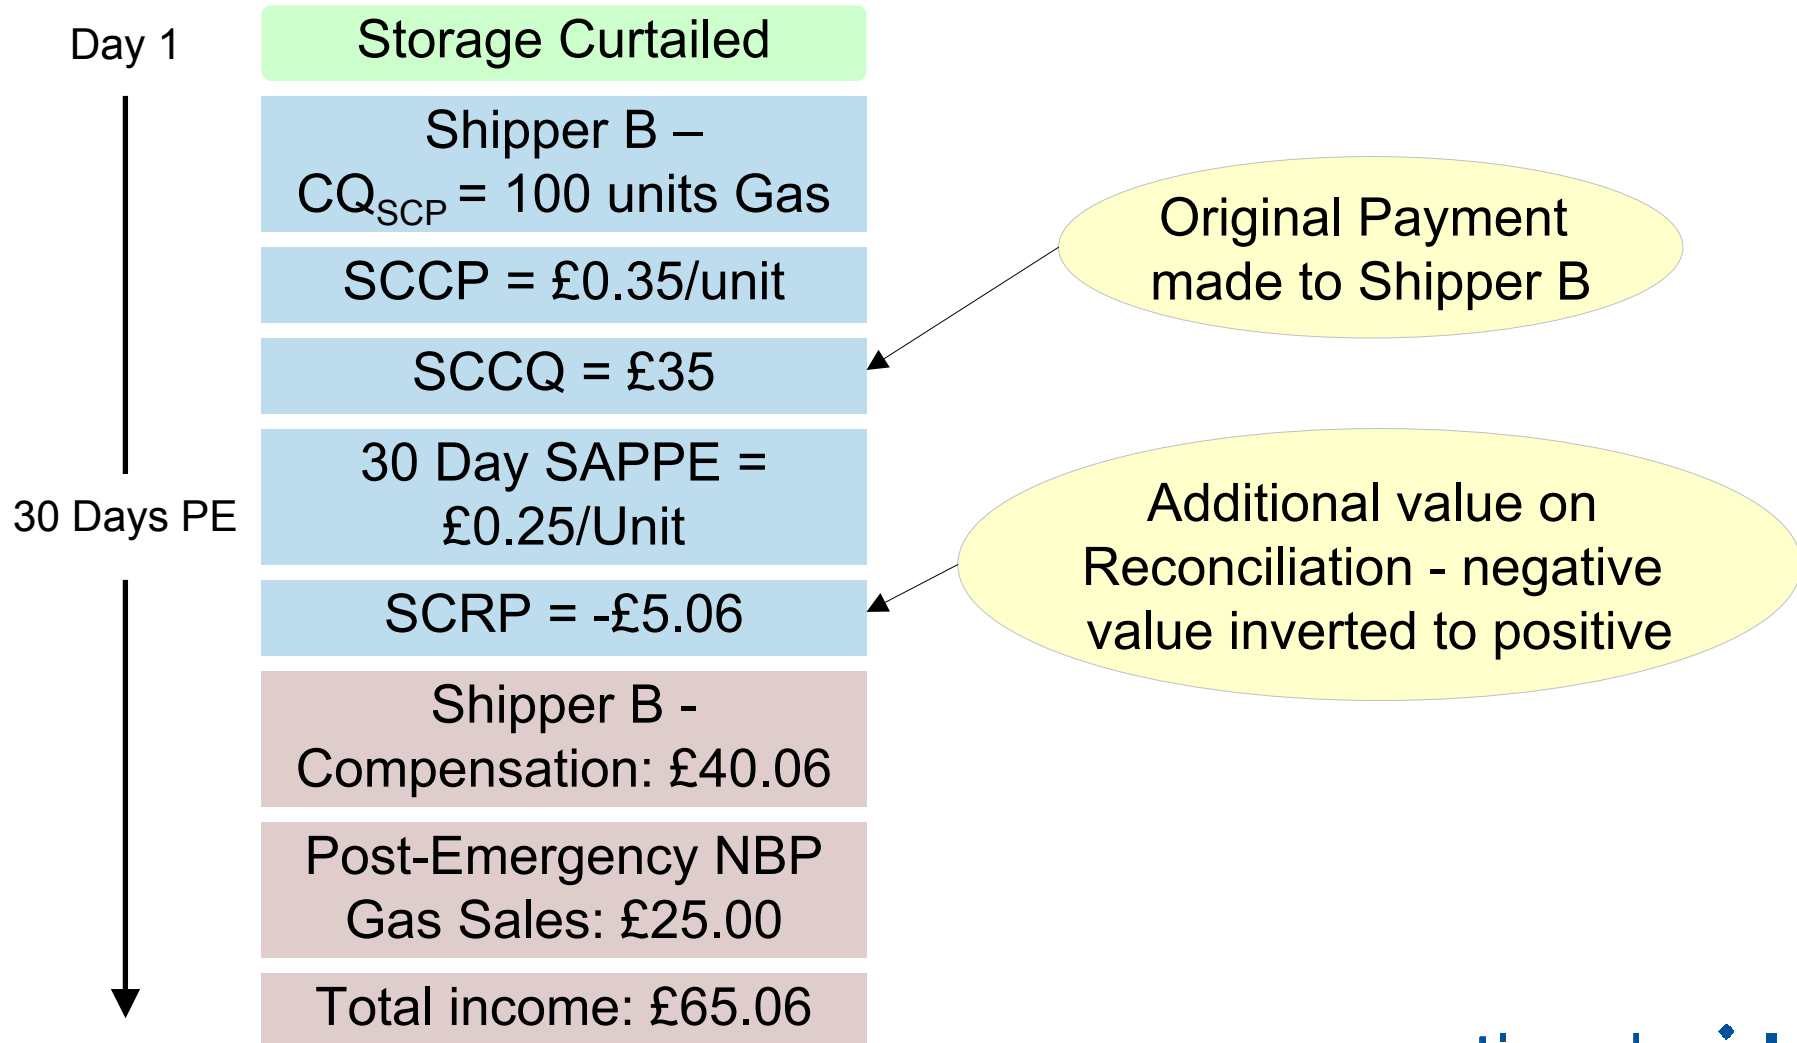 Day 1
Storage Curtailed
Shipper B –
CQSCP = 100 units Gas
SCCP = £0.35/unit
SCCQ = £35
Original Payment
made to Shipper B
30 Days PE
30 Day SAPPE =
£0.25/Unit
SCRP = -£5.06
Additional value on
Reconciliation - negative
value inverted to positive
Shipper B -
Compensation: £40.06
Post-Emergency NBP
Gas Sales: £25.00
Total income: £65.06